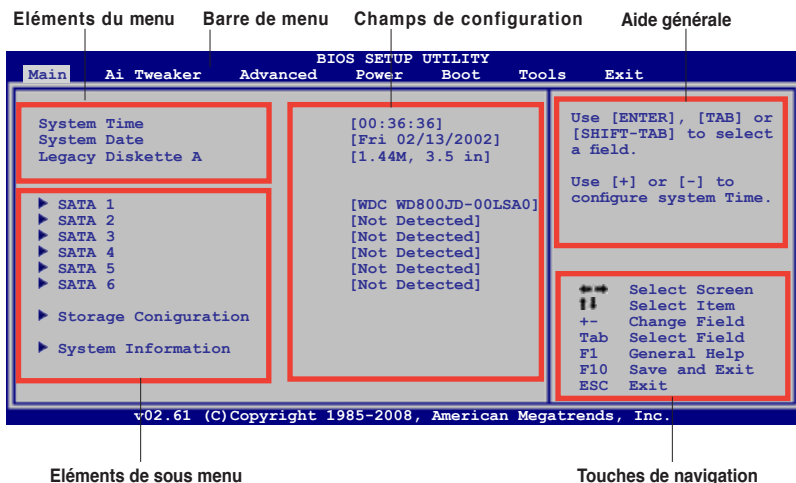 Eléments du menu Barre de menu Champs de configuration Aide générale
BIOS SETUP UTILITY
Main Ai Tweaker Advanced Power Boot Tools Exit
System Time [00:36:36]
System Date [Fri 02/13/2002]
Legacy Diskette A [1.44M, 3.5 in]
SATA 1 [WDC WD800JD-00LSA0]
SATA 2 [Not Detected]
SATA 3 [Not Detected]
SATA 4 [Not Detected]
SATA 5 [Not Detected]
SATA 6 [Not Detected]
Storage Coniguration
System Information
Use [ENTER], [TAB] or
[SHIFT-TAB] to select
a field.
Use [+] or [-] to
configure system Time.
Select Screen
Select Item
+- Change Field
Tab Select Field
F1 General Help
F10 Save and Exit
ESC Exit
v02.61 (C)Copyright 1985-2008, American Megatrends, Inc.
Eléments de sous menu Touches de navigation